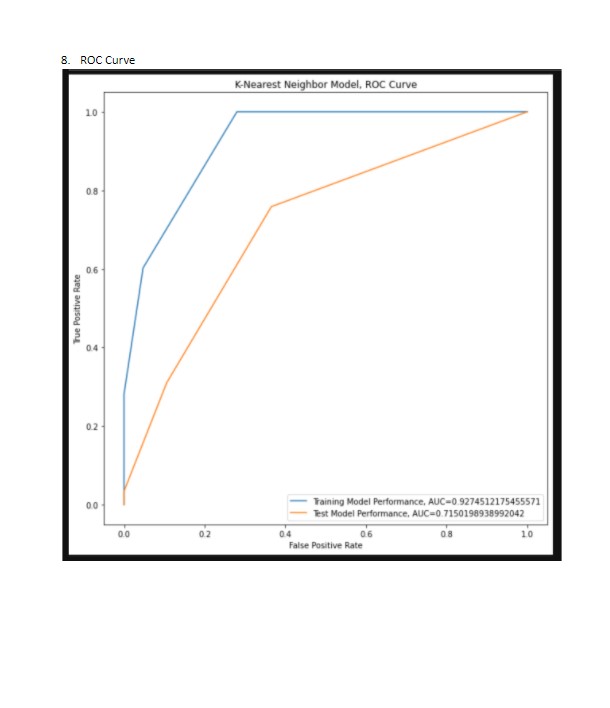 8. ROC Curve
K-Nearest Neighbor Model, ROC Curve
1.0
0.8
0.6
0.4
0.2
0.0
True Positive Rate
Training Model Performance, AUC=0.9274512175455571
Test Model Performance, AUC=0.7150198938992042
0.0 0.2 0.4 0.6 0.8 1.0
False Positive Rate